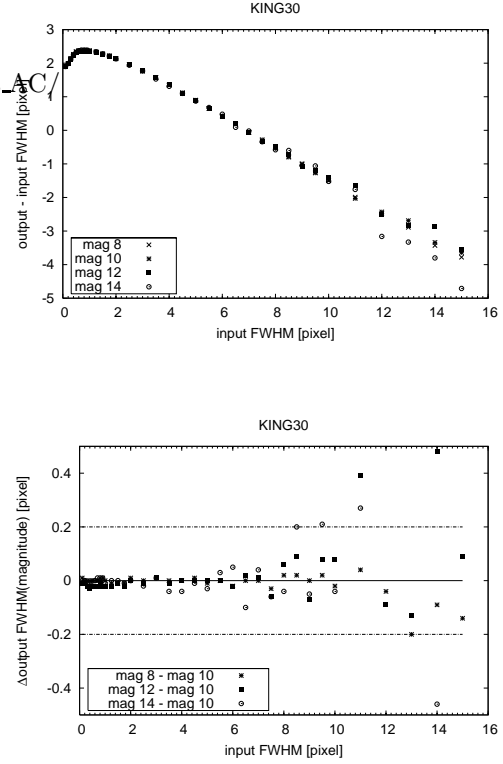 KING30
3
2
1
0
-1
-2
-3
-4
-5
_AC/
output - input FWHM [pixel]
mag 8
mag 10
mag 12
mag 14
0 2 4 6 8 10 12 14 16
input FWHM [pixel]
KING30
0.4
0.2
0
-0.2
-0.4
Δoutput FWHM(magnitude) [pixel]
mag 8 - mag 10
mag 12 - mag 10
mag 14 - mag 10
0 2 4 6 8 10 12 14 16
input FWHM [pixel]